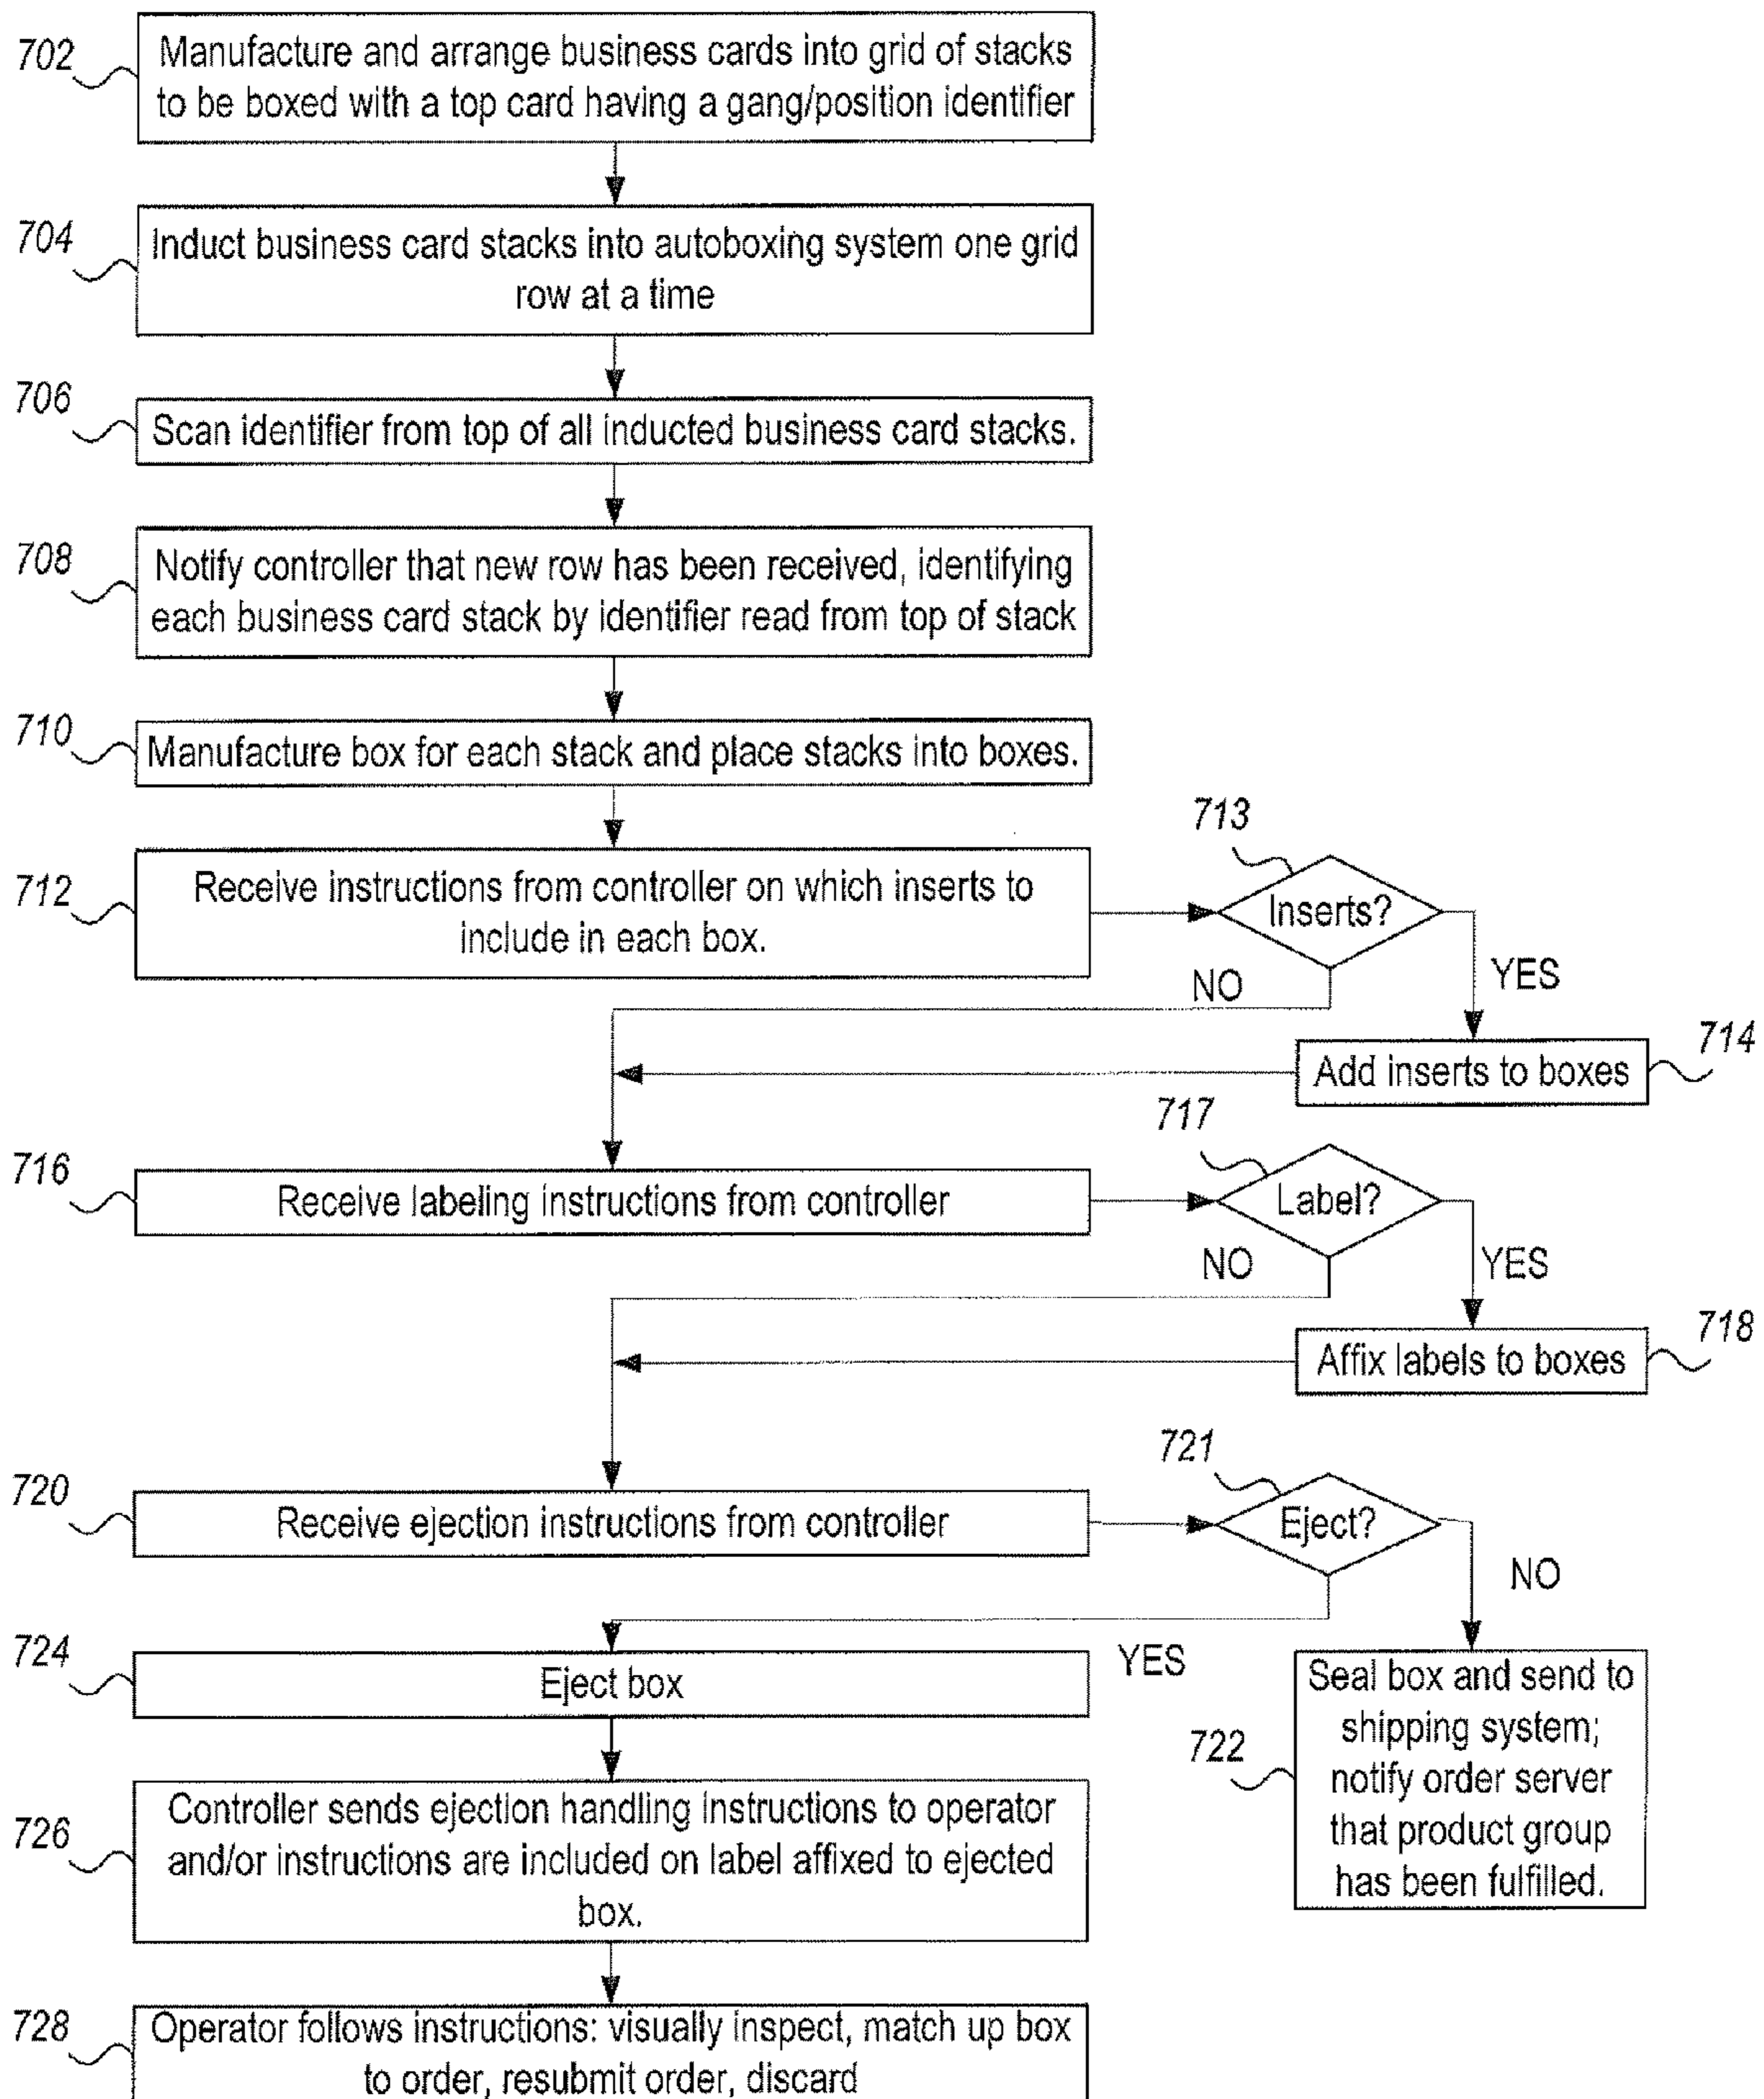 702
Manufacture and arrange business cards into grid of stacks
to be boxed with a top card having a gang/position identifier
704
Induct business card stacks into autoboxing system one grid
row at a time
706
Scan identifier from top of all inducted business card stacks.
708
Notify controller that new row has been received, identifying
each business card stack by identifier read from top of stack
710
Manufacture box for each stack and place stacks into boxes.
712
Receive instructions from controller on which inserts to
include in each box.
713
Inserts?
NO
YES
714
Add inserts to boxes
716
Receive labeling instructions from controller
717
Label?
NO
YES
718
Affix labels to boxes
720
Receive ejection instructions from controller
721
Eject?
NO
YES
722
Seal box and send to
shipping system;
notify order server
that product group
has been fulfilled.
724
Eject box
726
Controller sends ejection handling instructions to operator
and/or instructions are included on label affixed to ejected
box.
728
Operator follows instructions: visually inspect, match up box
to order, resubmit order, discard